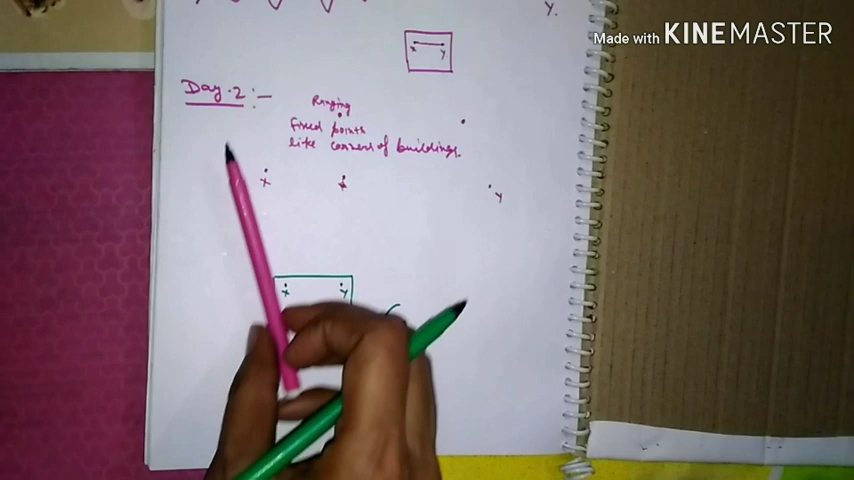 Y.
X Y
Day.2:-
Ranging
Fixed points
like corners of buildings.
X
Y
X Y
Made with KINEMASTER